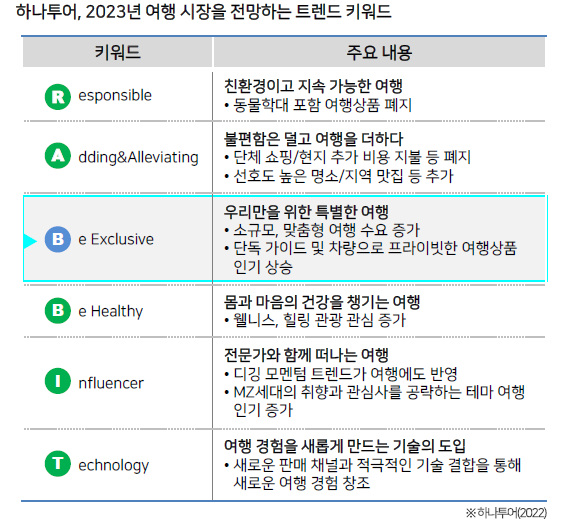 하나투어, 2023년 여행 시장을 전망하는 트렌드 키워드
키워드 주요 내용
Responsible
친환경이고 지속 가능한 여행
• 동물학대 포함 여행상품 폐지
Adding&Alleviating
불편함은 덜고 여행을 더하다
• 단체 쇼핑/현지 추가 비용 지불 등 폐지
• 선호도 높은 명소/지역 맛집 등 추가
Be Exclusive
우리만을 위한 특별한 여행
• 소규모, 맞춤형 여행 수요 증가
• 단독 가이드 및 차량으로 프라이빗한 여행상품
인기 상승
Be Healthy
몸과 마음의 건강을 챙기는 여행
• 웰니스, 힐링 관광 관심 증가
Influencer
전문가와 함께 떠나는 여행
• 디깅 모멘텀 트렌드가 여행에도 반영
• MZ세대의 취향과 관심사를 공략하는 테마 여행
인기 증가
Technology
여행 경험을 새롭게 만드는 기술의 도입
• 새로운 판매 채널과 적극적인 기술 결합을 통해
새로운 여행 경험 창조
※ 하나투어(2022)